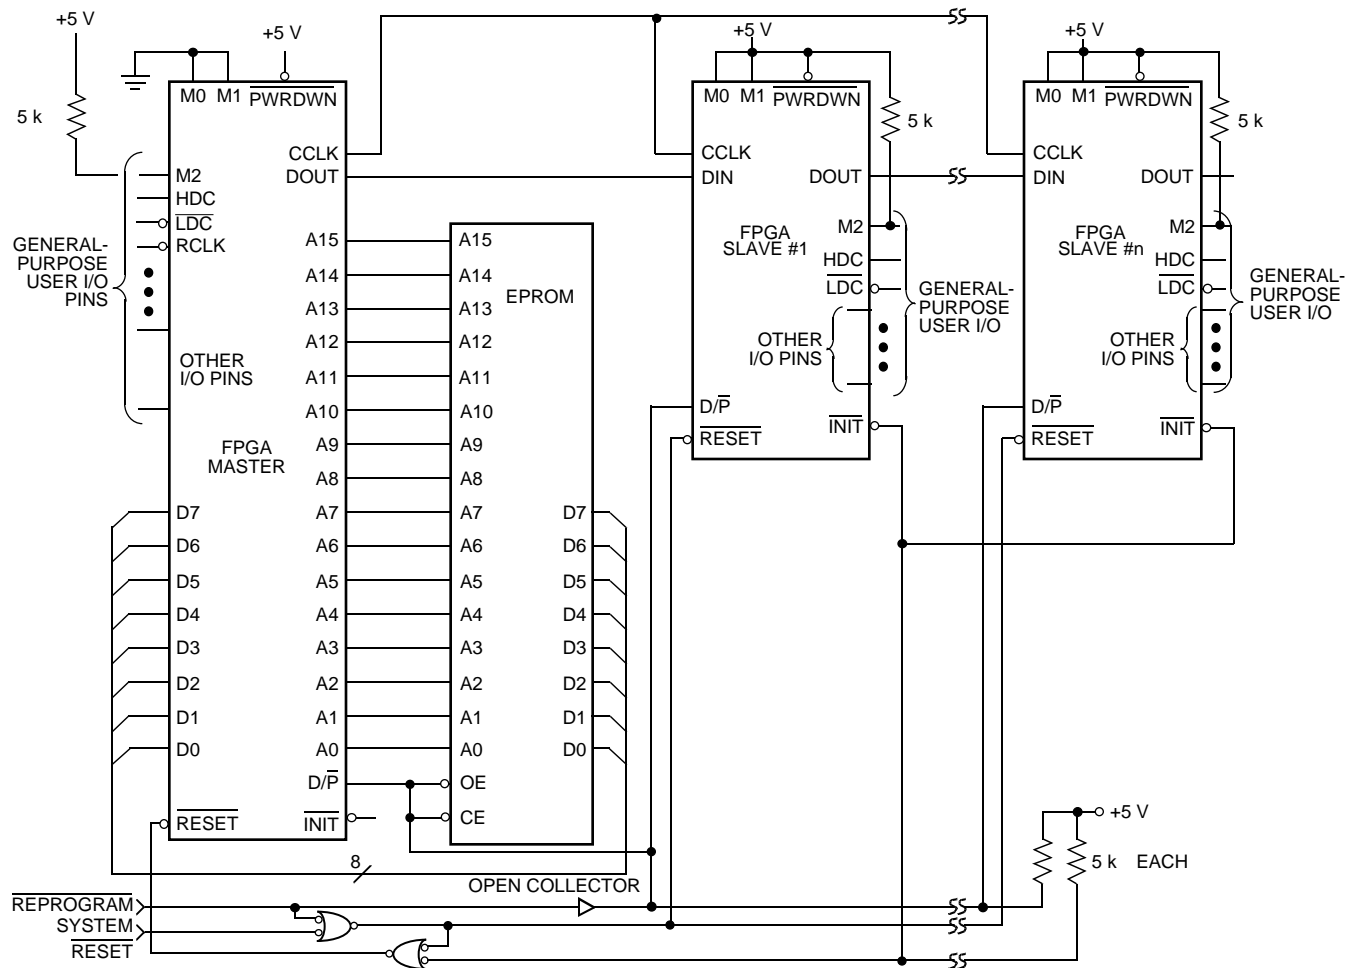 +5 V
+5 V
+5 V
+5 V
M0 M1 PWRDWN
M0 M1 PWRDWN
M0 M1 PWRDWN
5 k
5 k
5 k
CCLK
DOUT
CCLK
DIN
DOUT
CCLK
DIN
DOUT
M2
HDC
LDC
RCLK
GENERAL-
PURPOSE
USER I/O
PINS
OTHER
I/O PINS
FPGA
MASTER
A15
A14
A13
A12
A11
A10
A9
A8
A7
A6
A5
A4
A3
A2
A1
A0
D/P
INIT
D7
D6
D5
D4
D3
D2
D1
D0
RESET
EPROM
A15
A14
A13
A12
A11
A10
A9
A8
A7
A6
A5
A4
A3
A2
A1
A0
OE
CE
D7
D6
D5
D4
D3
D2
D1
D0
FPGA
SLAVE #1
M2
HDC
LDC
OTHER
I/O PINS
GENERAL-
PURPOSE
USER I/O
D/P
RESET
INIT
FPGA
SLAVE #n
M2
HDC
LDC
OTHER
I/O PINS
GENERAL-
PURPOSE
USER I/O
D/P
RESET
INIT
+5 V
5 k EACH
8
OPEN COLLECTOR
REPROGRAM
SYSTEM
RESET